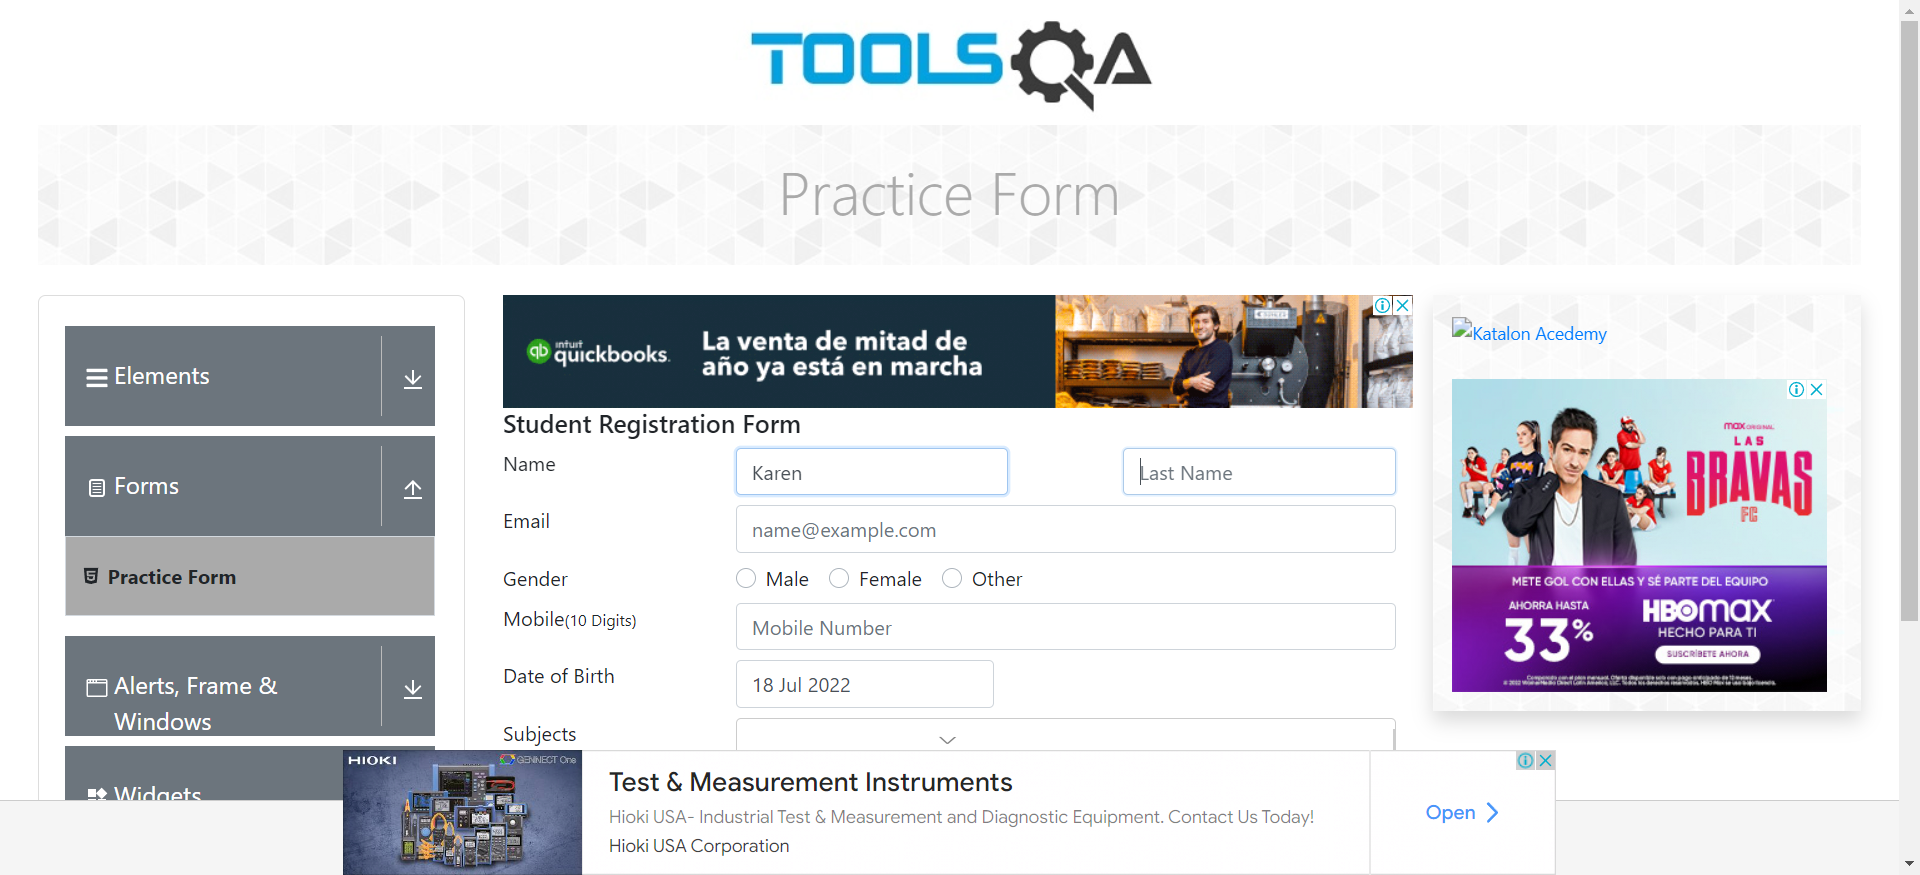 TOOLSQA
Practice Form
Elements
Forms
Practice Form
Alerts, Frame &
Windows
Widgets
intuit
qb quickbooks.
La venta de mitad de
año ya está en marcha
Student Registration Form
Name
Karen
Last Name
Email
name@example.com
Gender
Male
Female
Other
Mobile(10 Digits)
Mobile Number
Date of Birth
18 Jul 2022
Subjects
Katalon Acedemy
max ORIGINAL
LAS
BRAVAS
FC
METE GOL CON ELLAS Y SÉ PARTE DEL EQUIPO
AHORRA HASTA
33%
HBOmax
HECHO PARA TI
SUSCRÍBETE AHORA
HIOKI
GENNECT One
Test & Measurement Instruments
Hioki USA- Industrial Test & Measurement and Diagnostic Equipment. Contact Us Today!
Hioki USA Corporation
Open